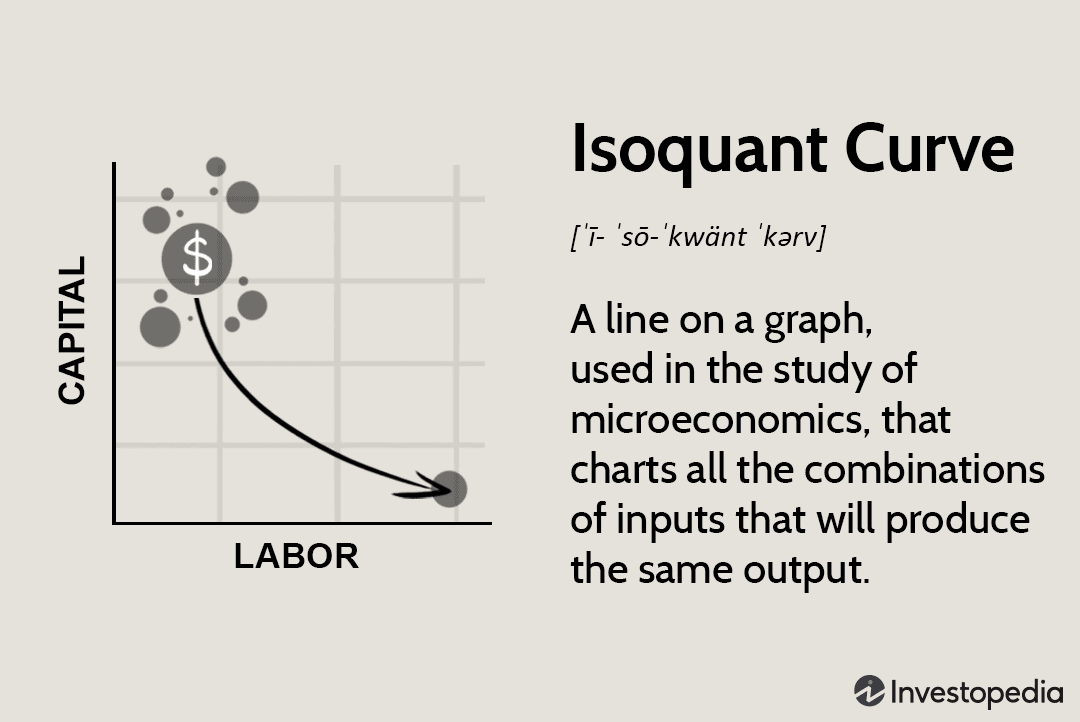 Isoquant Curve
[ˈī- ˈsō-ˈkwänt ˈkərv]
A line on a graph,
used in the study of
microeconomics, that
charts all the combinations
of inputs that will produce
the same output.
$
CAPITAL
LABOR
Investopedia